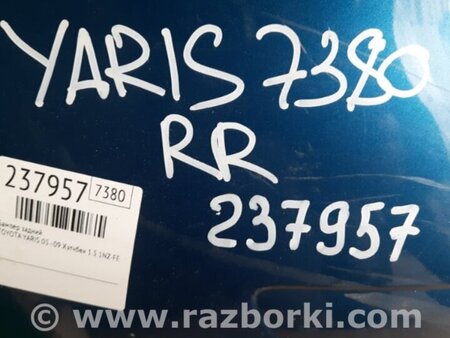 YARIS 7380
RR
237957
237957 7380
Бампер задний
TOYOTA YARIS 05-09 Хэтчбек 1.5 1NZ-FE
© www.razborki.com